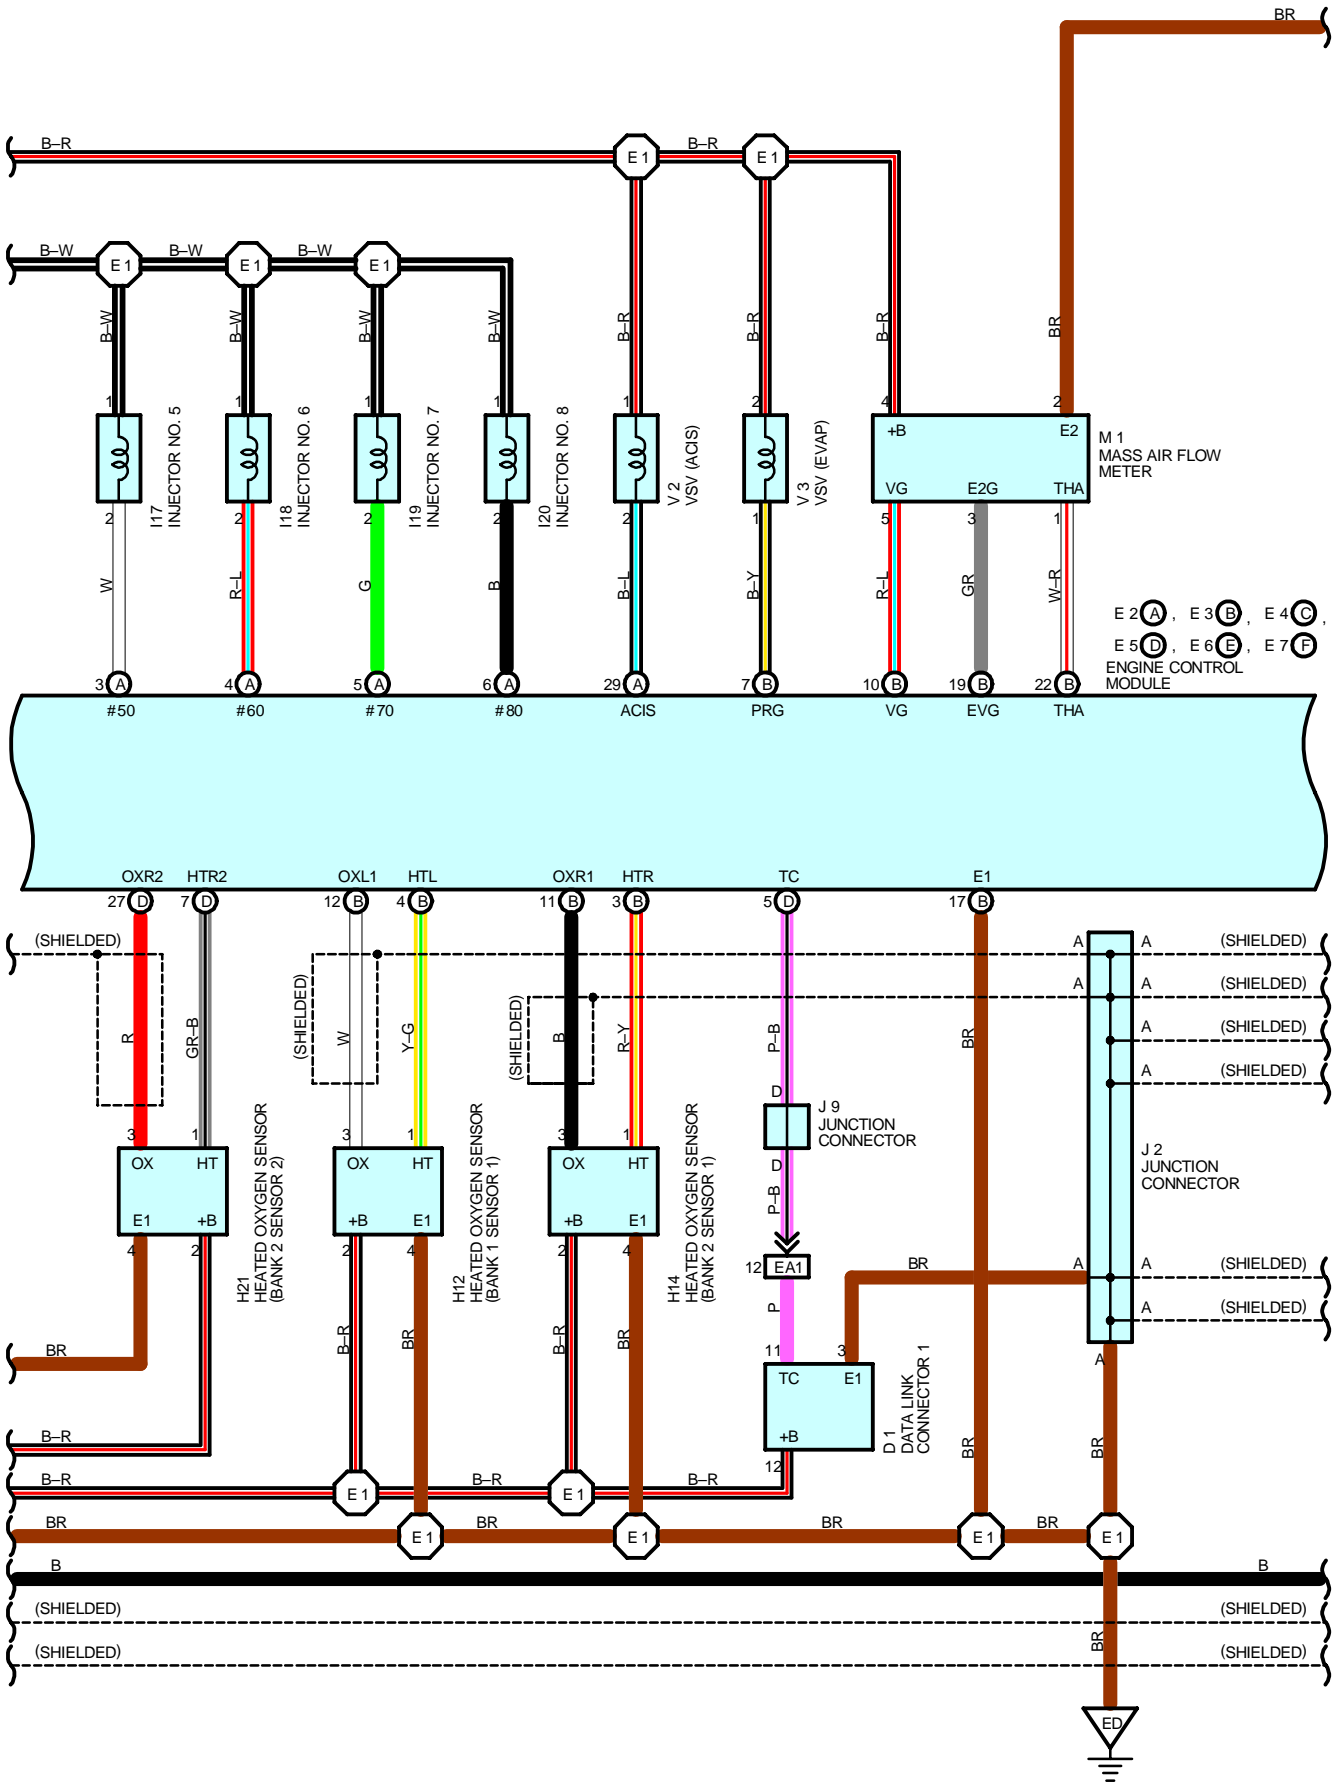 BR
B–R
B–R
E 1
E 1
B–W
B–W
B–W
E 1
E 1
E 1
B–W
B–W
B–W
B–W
B–R
B–R
B–R
BR
1
1
1
1
1
2
4
2
I17
INJECTOR NO. 5
I18
INJECTOR NO. 6
I19
INJECTOR NO. 7
I20
INJECTOR NO. 8
V 2
VSV (ACIS)
V 3
VSV (EVAP)
+B
E2
VG
E2G
THA
M 1
MASS AIR FLOW
METER
2
2
2
2
2
1
5
3
1
W
R–L
G
B
B–L
B–Y
R–L
GR
W–R
E 2 A , E 3 B , E 4 C ,
E 5 D , E 6 E , E 7 F
ENGINE CONTROL
MODULE
3 A
4 A
5 A
6 A
29 A
7 B
10 B
19 B
22 B
#50
#60
#70
#80
ACIS
PRG
VG
EVG
THA
OXR2
HTR2
OXL1
HTL
OXR1
HTR
TC
E1
27 D
7 D
12 B
4 B
11 B
3 B
5 D
17 B
(SHIELDED)
A
A
(SHIELDED)
A
A
(SHIELDED)
A
(SHIELDED)
A
(SHIELDED)
R
GR–B
(SHIELDED)
W
Y–G
(SHIELDED)
B
R–Y
P–B
BR
D
J 9
JUNCTION
CONNECTOR
D
P–B
3
1
3
1
3
1
OX
HT
E1
+B
OX
HT
+B
E1
OX
HT
+B
E1
4
2
2
4
2
4
H21
HEATED OXYGEN SENSOR
(BANK 2 SENSOR 2)
H12
HEATED OXYGEN SENSOR
(BANK 1 SENSOR 1)
H14
HEATED OXYGEN SENSOR
(BANK 2 SENSOR 1)
J 2
JUNCTION
CONNECTOR
12 EA1
BR
A
A
(SHIELDED)
A
(SHIELDED)
P
B–R
BR
B–R
BR
BR
11
3
A
TC
E1
+B
D 1
DATA LINK
CONNECTOR 1
12
B–R
BR
BR
B–R
B–R
B–R
E 1
E 1
BR
BR
BR
BR
E 1
E 1
E 1
E 1
B
B
(SHIELDED)
(SHIELDED)
(SHIELDED)
(SHIELDED)
BR
ED